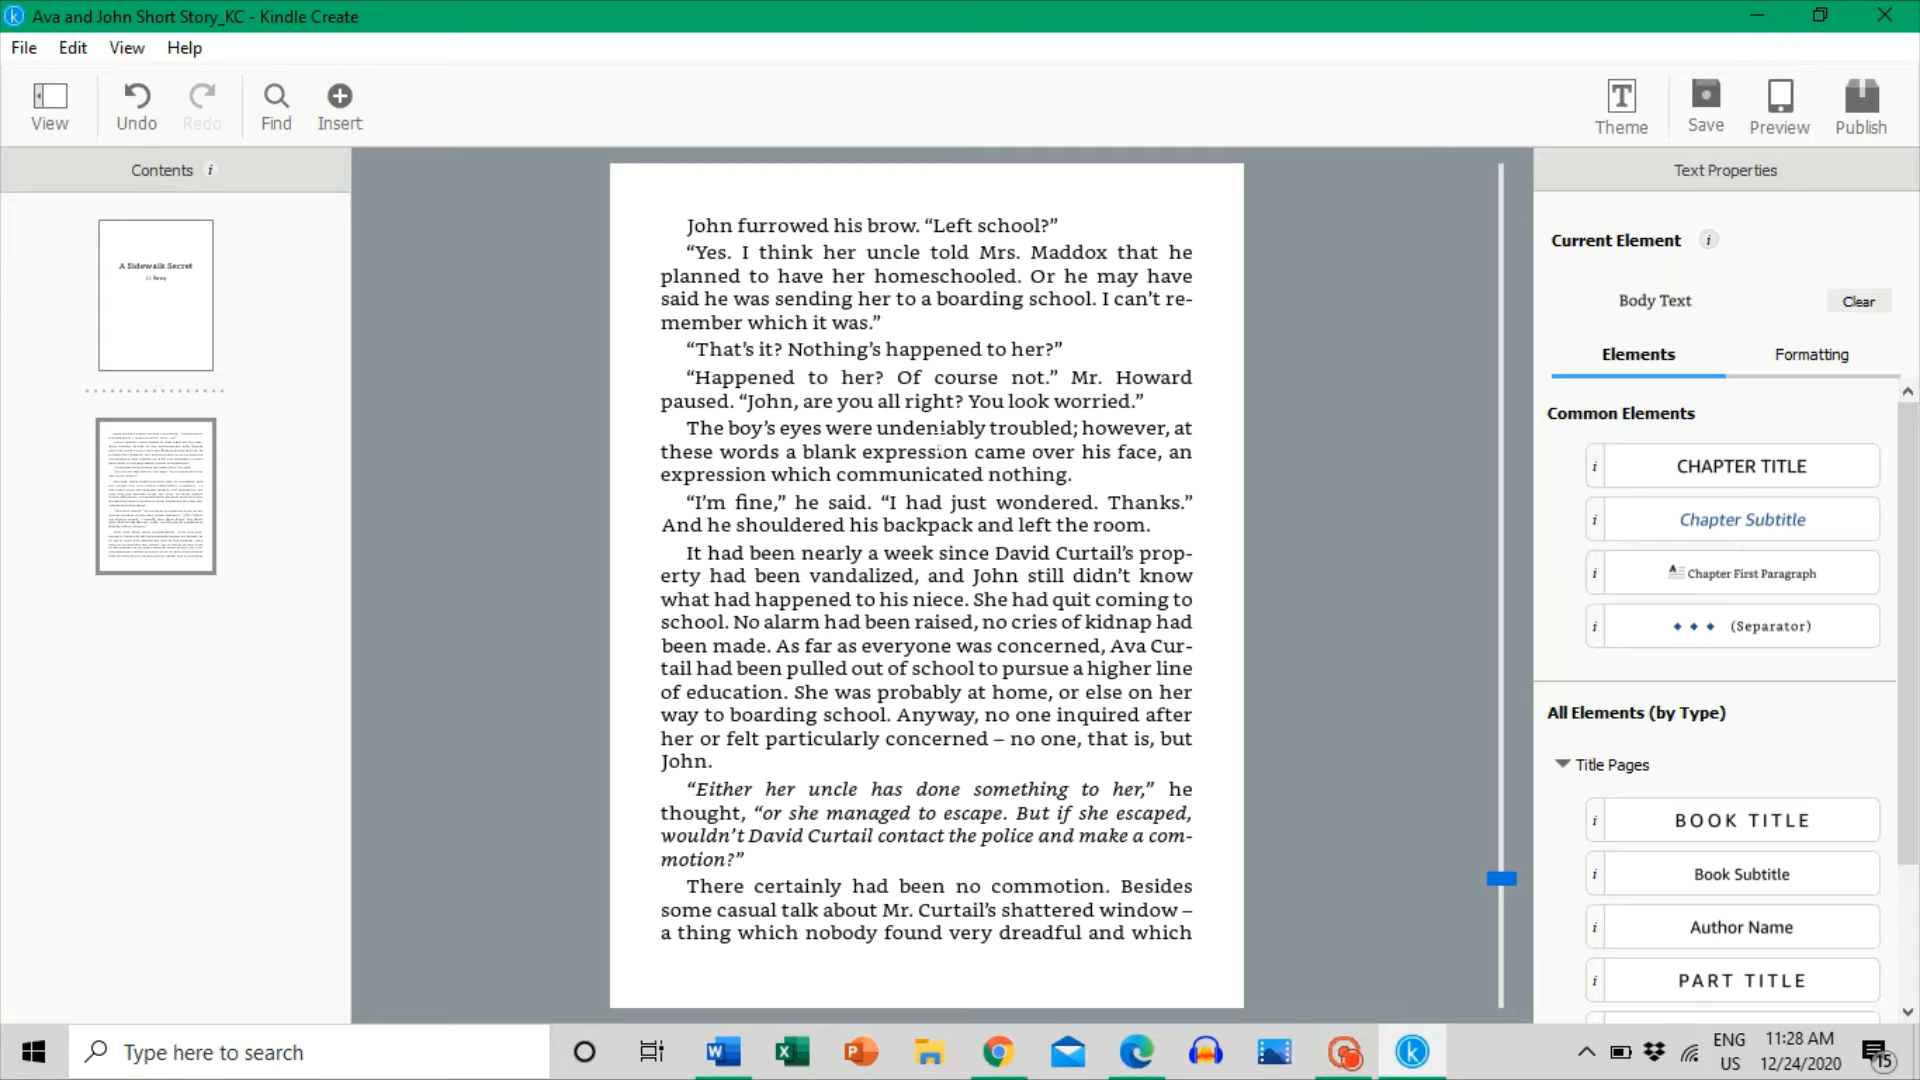 Ava and John Short Story_KC - Kindle Create
File Edit View Help
View Undo Redo Find Insert Theme Save Preview Publish
Contents i
A Sidewalk Secret
John furrowed his brow. “Left school?”
“Yes. I think her uncle told Mrs. Maddox that he
planned to have her homeschooled. Or he may have
said he was sending her to a boarding school. I can’t re-
member which it was.”
“That’s it? Nothing’s happened to her?”
“Happened to her? Of course not.” Mr. Howard
paused. “John, are you all right? You look worried.”
The boy’s eyes were undeniably troubled; however, at
these words a blank expression came over his face, an
expression which communicated nothing.
“I’m fine,” he said. “I had just wondered. Thanks.”
And he shouldered his backpack and left the room.
It had been nearly a week since David Curtail’s prop-
erty had been vandalized, and John still didn’t know
what had happened to his niece. She had quit coming to
school. No alarm had been raised, no cries of kidnap had
been made. As far as everyone was concerned, Ava Cur-
tail had been pulled out of school to pursue a higher line
of education. She was probably at home, or else on her
way to boarding school. Anyway, no one inquired after
her or felt particularly concerned – no one, that is, but
John.
“Either her uncle has done something to her,” he
thought, “or she managed to escape. But if she escaped,
wouldn’t David Curtail contact the police and make a com-
motion?”
There certainly had been no commotion. Besides
some casual talk about Mr. Curtail’s shattered window –
a thing which nobody found very dreadful and which
Text Properties
Current Element i
Body Text Clear
Elements Formatting
Common Elements
i CHAPTER TITLE
i Chapter Subtitle
i Chapter First Paragraph
i (Separator)
All Elements (by Type)
Title Pages
i BOOK TITLE
i Book Subtitle
i Author Name
i PART TITLE
Type here to search
ENG
US
11:28 AM
12/24/2020
15